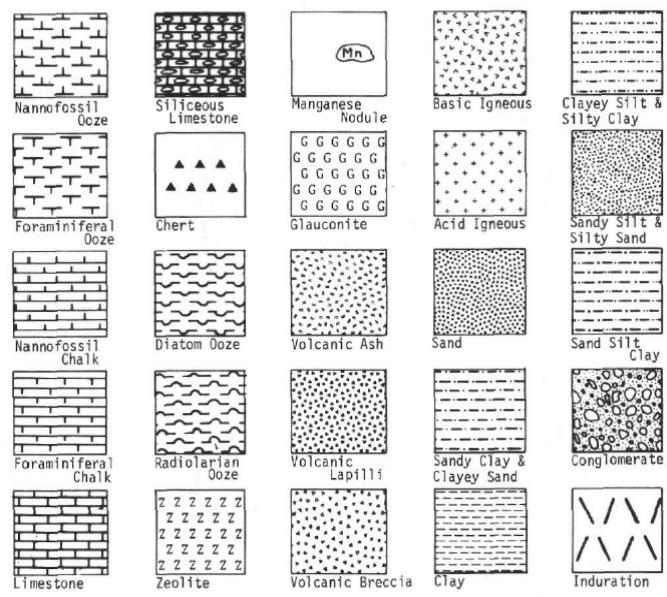 Nannofossil
Ooze
Siliceous
Limestone
Mn
Manganese
Nodule
Basic Igneous
Clayey Silt &
Silty Clay
Foraminiferal
Ooze
Chert
G G G G G G
G G G G G G
G G G G G
G G G G G G
G G G G G
Glauconite
Acid Igneous
Sandy Silt &
Silty Sand
Nannofossil
Chalk
Diatom Ooze
Volcanic Ash
Sand
Sand Silt
Clay
Foraminiferal
Chalk
Radiolarian
Ooze
Volcanic
Lapilli
Sandy Clay &
Clayey Sand
Conglomerate
Limestone
Z Z Z Z Z Z
Z Z Z Z Z
Z Z Z Z Z Z
Z Z Z Z Z
Z Z Z Z Z Z
Zeolite
Volcanic Breccia
Clay
Induration